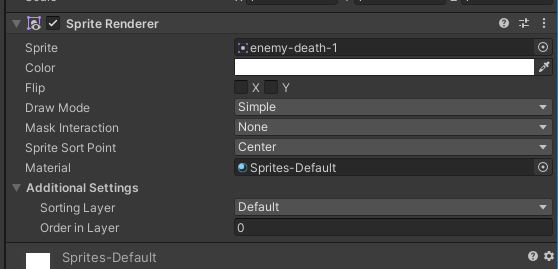 Sprite Renderer
Sprite enemy-death-1
Color
Flip X Y
Draw Mode Simple
Mask Interaction None
Sprite Sort Point Center
Material Sprites-Default
Additional Settings
Sorting Layer Default
Order in Layer 0
Sprites-Default